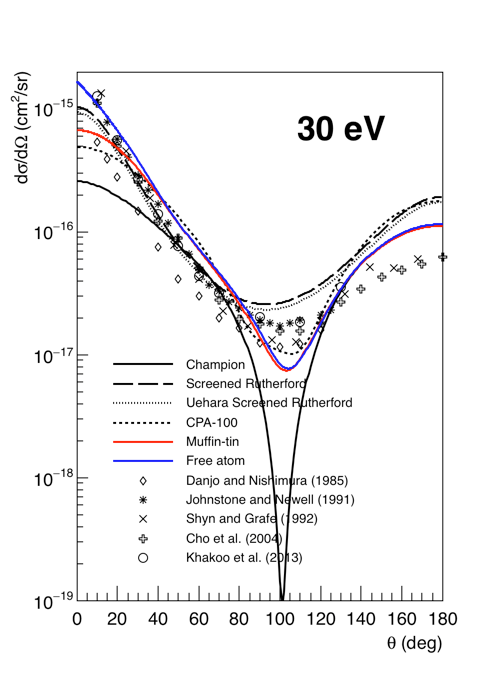 30 eV
dσ/dΩ (cm²/sr)
10⁻¹⁵
10⁻¹⁶
10⁻¹⁷
10⁻¹⁸
10⁻¹⁹
Champion
Screened Rutherford
Uehara Screened Rutherford
CPA-100
Muffin-tin
Free atom
Danjo and Nishimura (1985)
Johnstone and Newell (1991)
Shyn and Grafe (1992)
Cho et al. (2004)
Khakoo et al. (2013)
0 20 40 60 80 100 120 140 160 180
θ (deg)